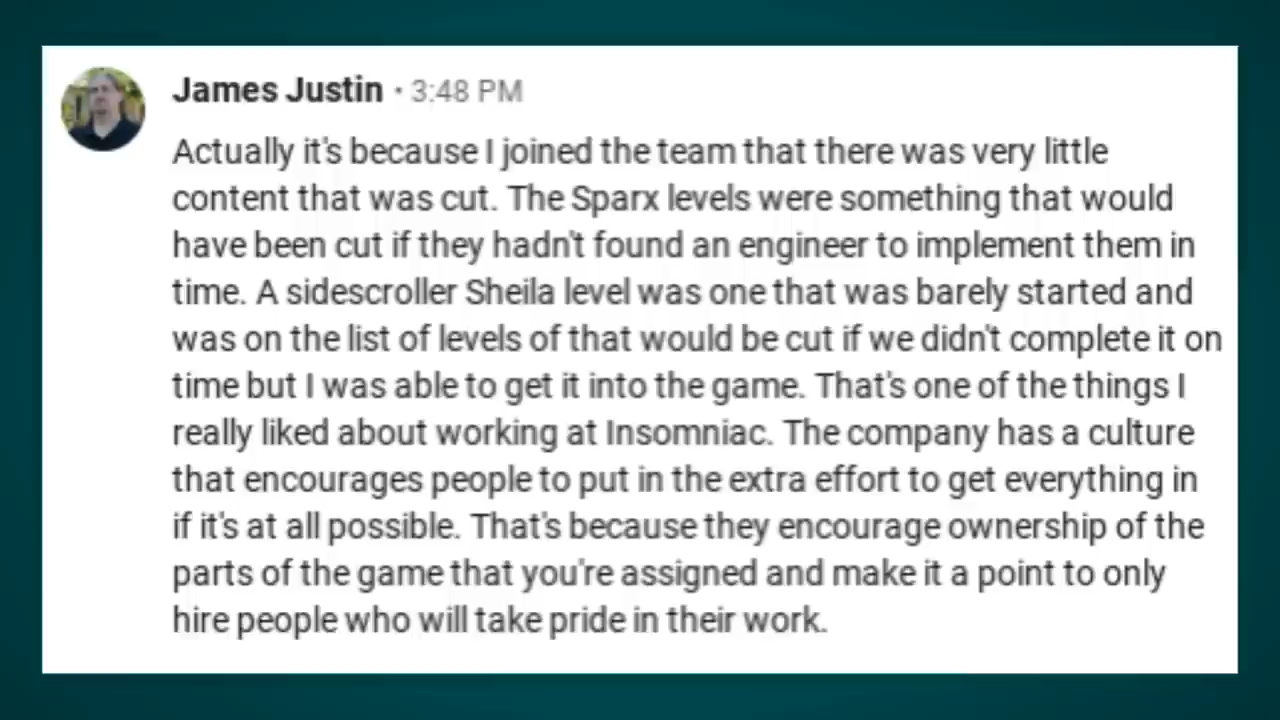 James Justin · 3:48 PM
Actually it's because I joined the team that there was very little
content that was cut. The Sparx levels were something that would
have been cut if they hadn't found an engineer to implement them in
time. A sidescroller Sheila level was one that was barely started and
was on the list of levels of that would be cut if we didn't complete it on
time but I was able to get it into the game. That's one of the things I
really liked about working at Insomniac. The company has a culture
that encourages people to put in the extra effort to get everything in
if it's at all possible. That's because they encourage ownership of the
parts of the game that you're assigned and make it a point to only
hire people who will take pride in their work.